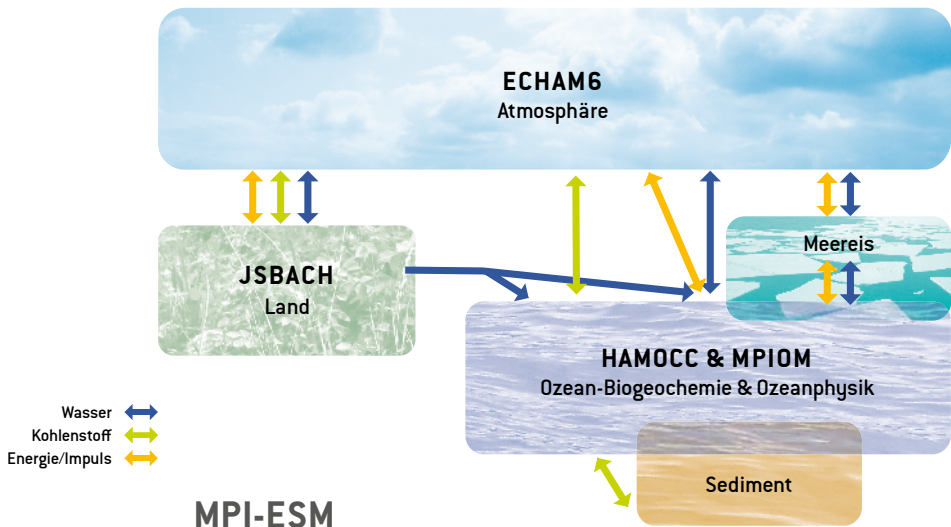 ECHAM6
Atmosphäre
Meereis
JSBACH
Land
HAMOCC & MPIOM
Ozean-Biogeochemie & Ozeanphysik
Wasser
Kohlenstoff
Energie/Impuls
Sediment
MPI-ESM